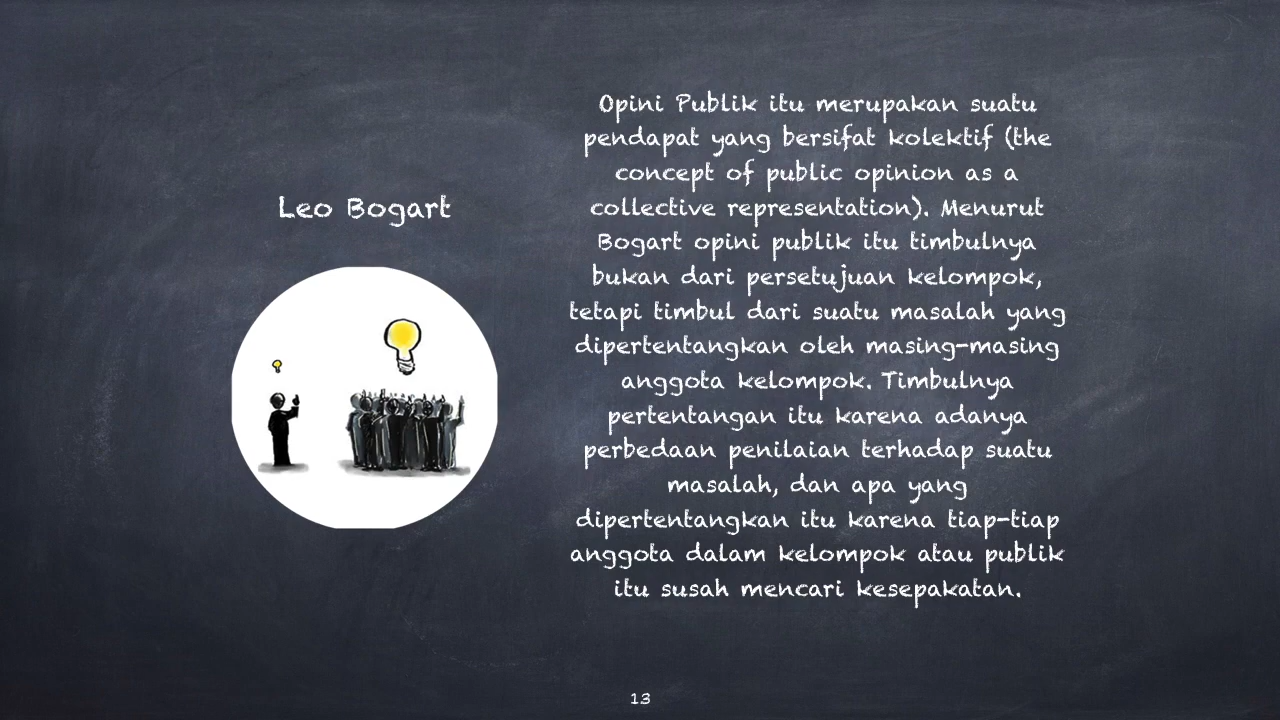 Leo Bogart
Opini Publik itu merupakan suatu
pendapat yang bersifat kolektif (the
concept of public opinion as a
collective representation). Menurut
Bogart opini publik itu timbulnya
bukan dari persetujuan kelompok,
tetapi timbul dari suatu masalah yang
dipertentangkan oleh masing-masing
anggota kelompok. Timbulnya
pertentangan itu karena adanya
perbedaan penilaian terhadap suatu
masalah, dan apa yang
dipertentangkan itu karena tiap-tiap
anggota dalam kelompok atau publik
itu susah mencari kesepakatan.
13